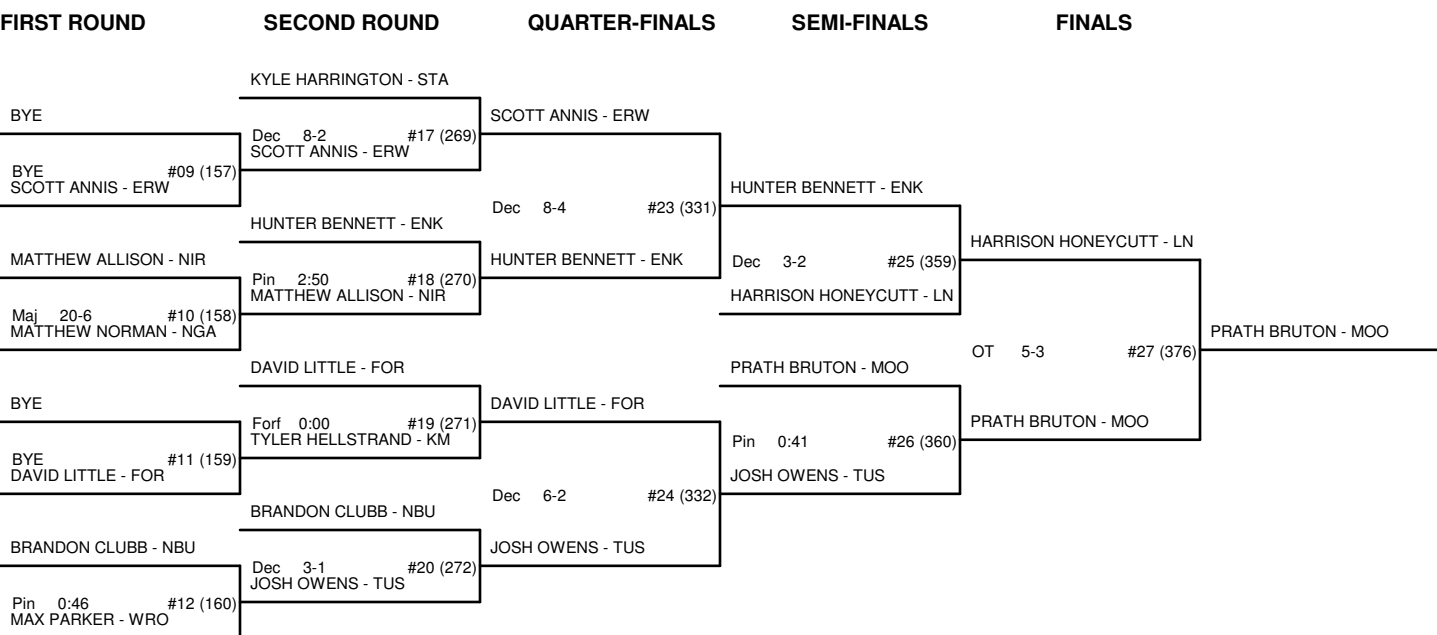 FIRST ROUND SECOND ROUND QUARTER-FINALS SEMI-FINALS FINALS
KYLE HARRINGTON - STA
BYE SCOTT ANNIS - ERW
Dec 8-2 #17 (269)
SCOTT ANNIS - ERW
BYE #09 (157)
SCOTT ANNIS - ERW HUNTER BENNETT - ENK
Dec 8-4 #23 (331)
HUNTER BENNETT - ENK
HARRISON HONEYCUTT - LN
MATTHEW ALLISON - NIR HUNTER BENNETT - ENK Dec 3-2 #25 (359)
Pin 2:50 #18 (270)
MATTHEW ALLISON - NIR HARRISON HONEYCUTT - LN
Maj 20-6 #10 (158)
MATTHEW NORMAN - NGA PRATH BRUTON - MOO
OT 5-3 #27 (376)
DAVID LITTLE - FOR PRATH BRUTON - MOO
BYE DAVID LITTLE - FOR
Forf 0:00 #19 (271) PRATH BRUTON - MOO
TYLER HELLSTRAND - KM Pin 0:41 #26 (360)
BYE #11 (159)
DAVID LITTLE - FOR JOSH OWENS - TUS
Dec 6-2 #24 (332)
BRANDON CLUBB - NBU
BRANDON CLUBB - NBU JOSH OWENS - TUS
Dec 3-1 #20 (272)
JOSH OWENS - TUS
Pin 0:46 #12 (160)
MAX PARKER - WRO